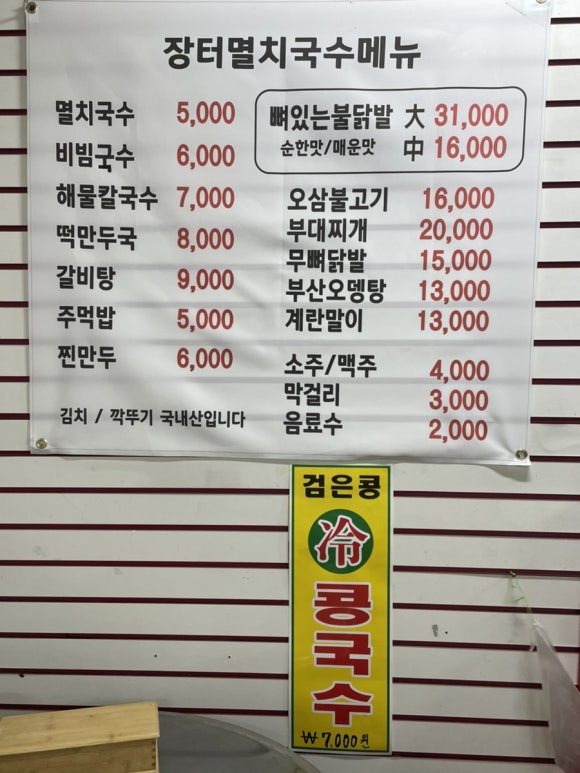 장터멸치국수메뉴
멸치국수 5,000
비빔국수 6,000
해물칼국수 7,000
떡만두국 8,000
갈비탕 9,000
주먹밥 5,000
찐만두 6,000
김치 / 깍뚜기 국내산입니다
뼈있는불닭발 大 31,000
순한맛/매운맛 中 16,000
오삼불고기 16,000
부대찌개 20,000
무뼈닭발 15,000
부산오뎅탕 13,000
계란말이 13,000
소주/맥주 4,000
막걸리 3,000
음료수 2,000
검은콩
冷
콩국수
₩7.000원